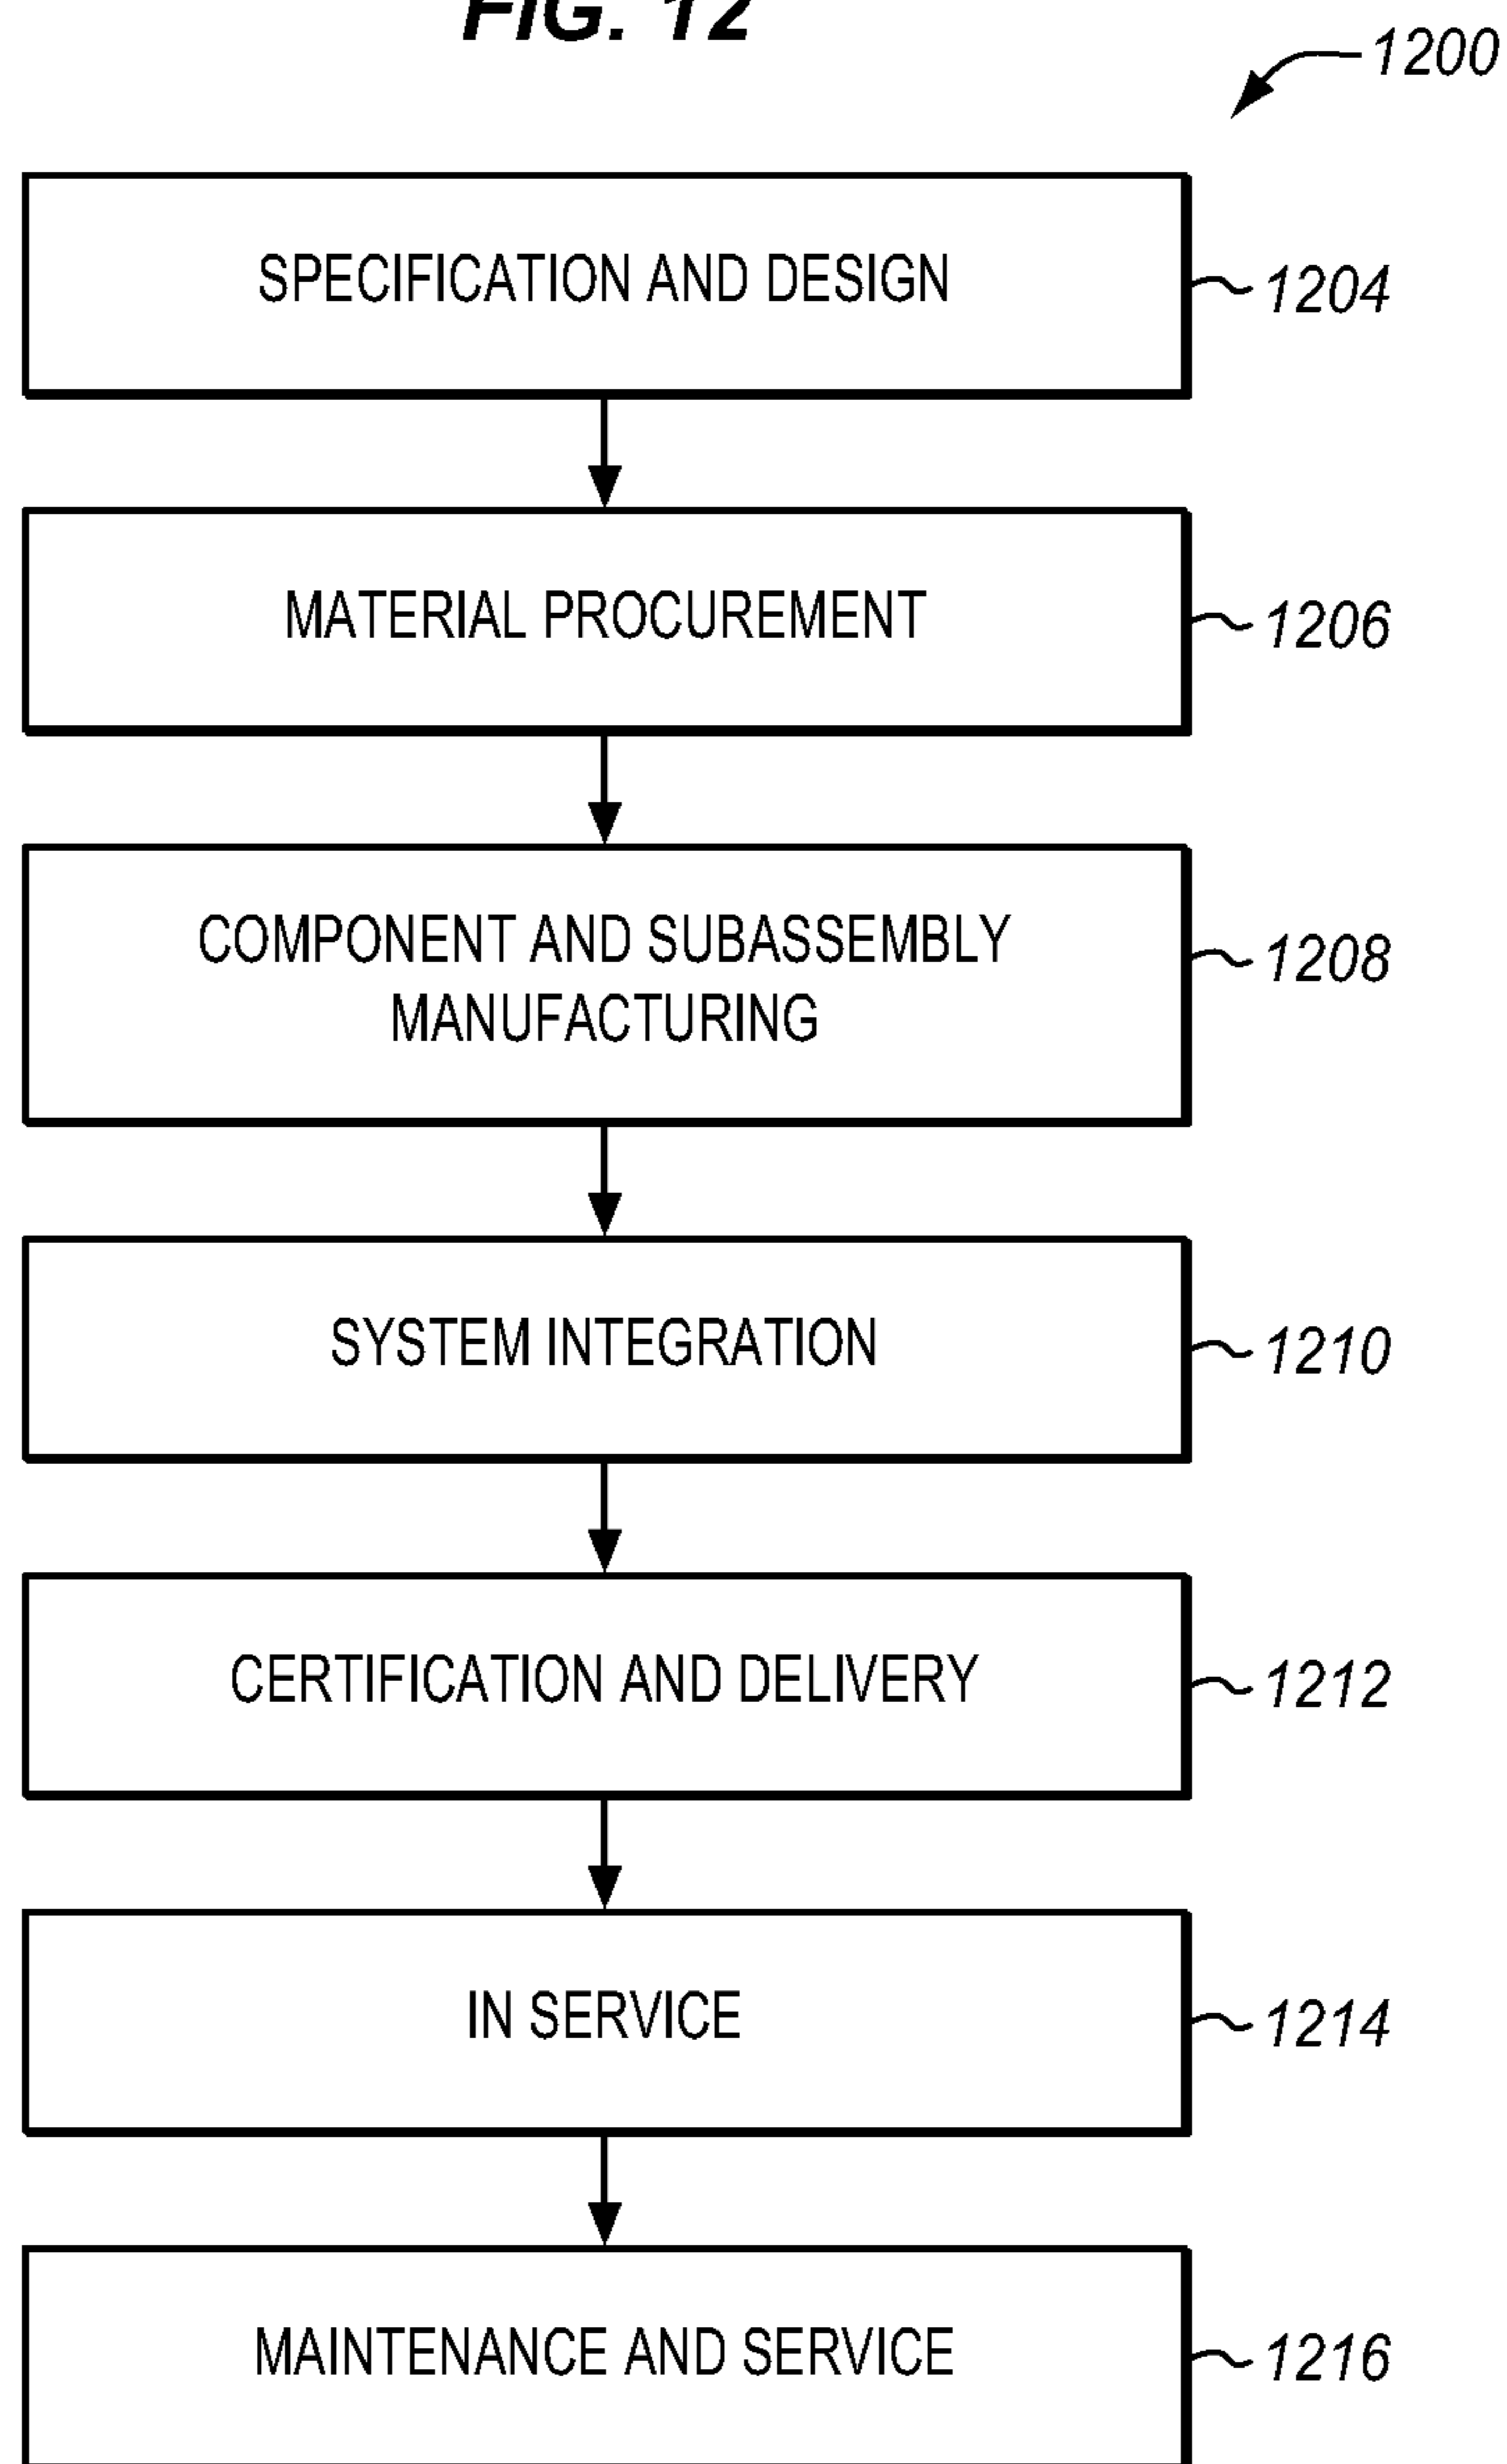 FIG. 12
1200
SPECIFICATION AND DESIGN
1204
MATERIAL PROCUREMENT
1206
COMPONENT AND SUBASSEMBLY
MANUFACTURING
1208
SYSTEM INTEGRATION
1210
CERTIFICATION AND DELIVERY
1212
IN SERVICE
1214
MAINTENANCE AND SERVICE
1216